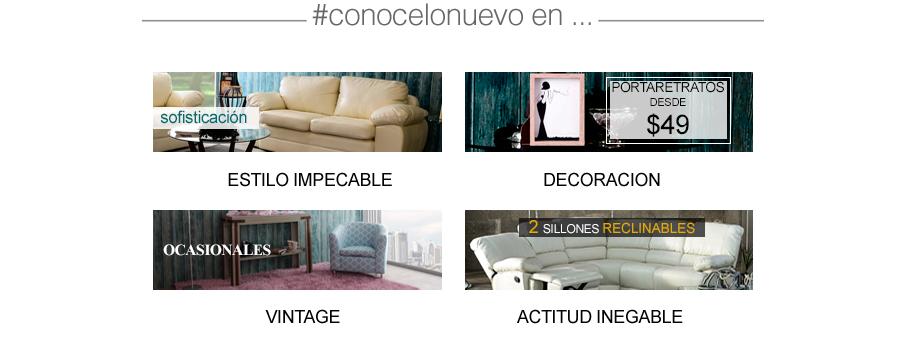 #conocelonuevo en ...
sofisticación
PORTARETRATOS
DESDE
$49
ESTILO IMPECABLE
DECORACION
OCASIONALES
2 SILLONES RECLINABLES
VINTAGE
ACTITUD INEGABLE